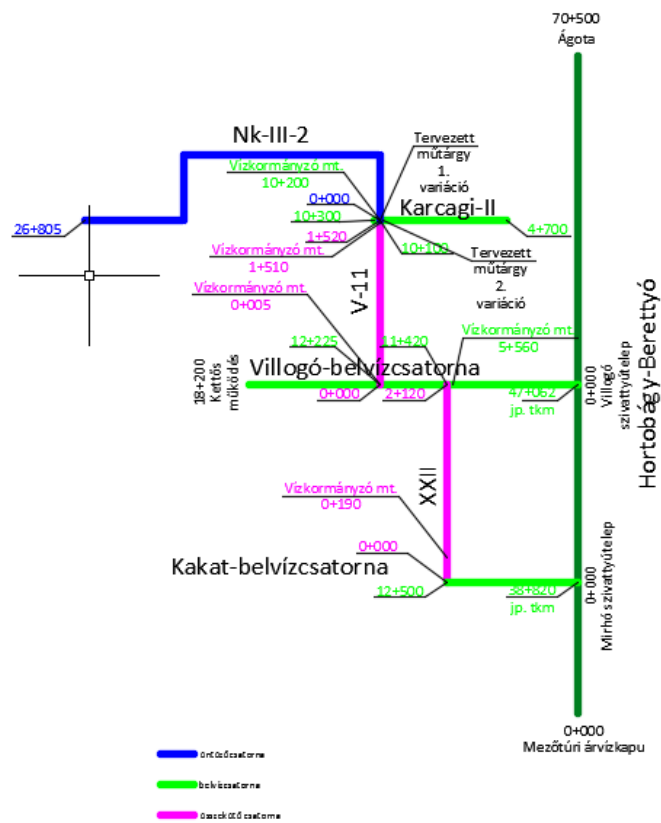 70+500
Ágota
Nk-III-2
Tervezett
műtárgy
1.
variáció
Vízkormányzó mt.
10+200
0+000
Karcagi-II
26+805
10+300
4+700
1+520
10+100
Vízkormányzó mt.
1+510
Tervezett
műtárgy
2.
variáció
V-11
Vízkormányzó mt.
0+005
Vízkormányzó mt.
5+560
12+225
11+420
Villogó-belvízcsatorna
18+200
Kettős
működés
0+000
2+120
47+062
jp. tkm
0+000
Villogó
szivattyútelep
Hortobágy-Berettyó
XXII
Vízkormányzó mt.
0+190
0+000
Kakat-belvízcsatorna
12+500
38+820
jp. tkm
0+000
Mirhó szivattyútelep
0+000
Mezőtúri árvízkapu
öntözőcsatorna
belvízcsatorna
összekötő csatorna